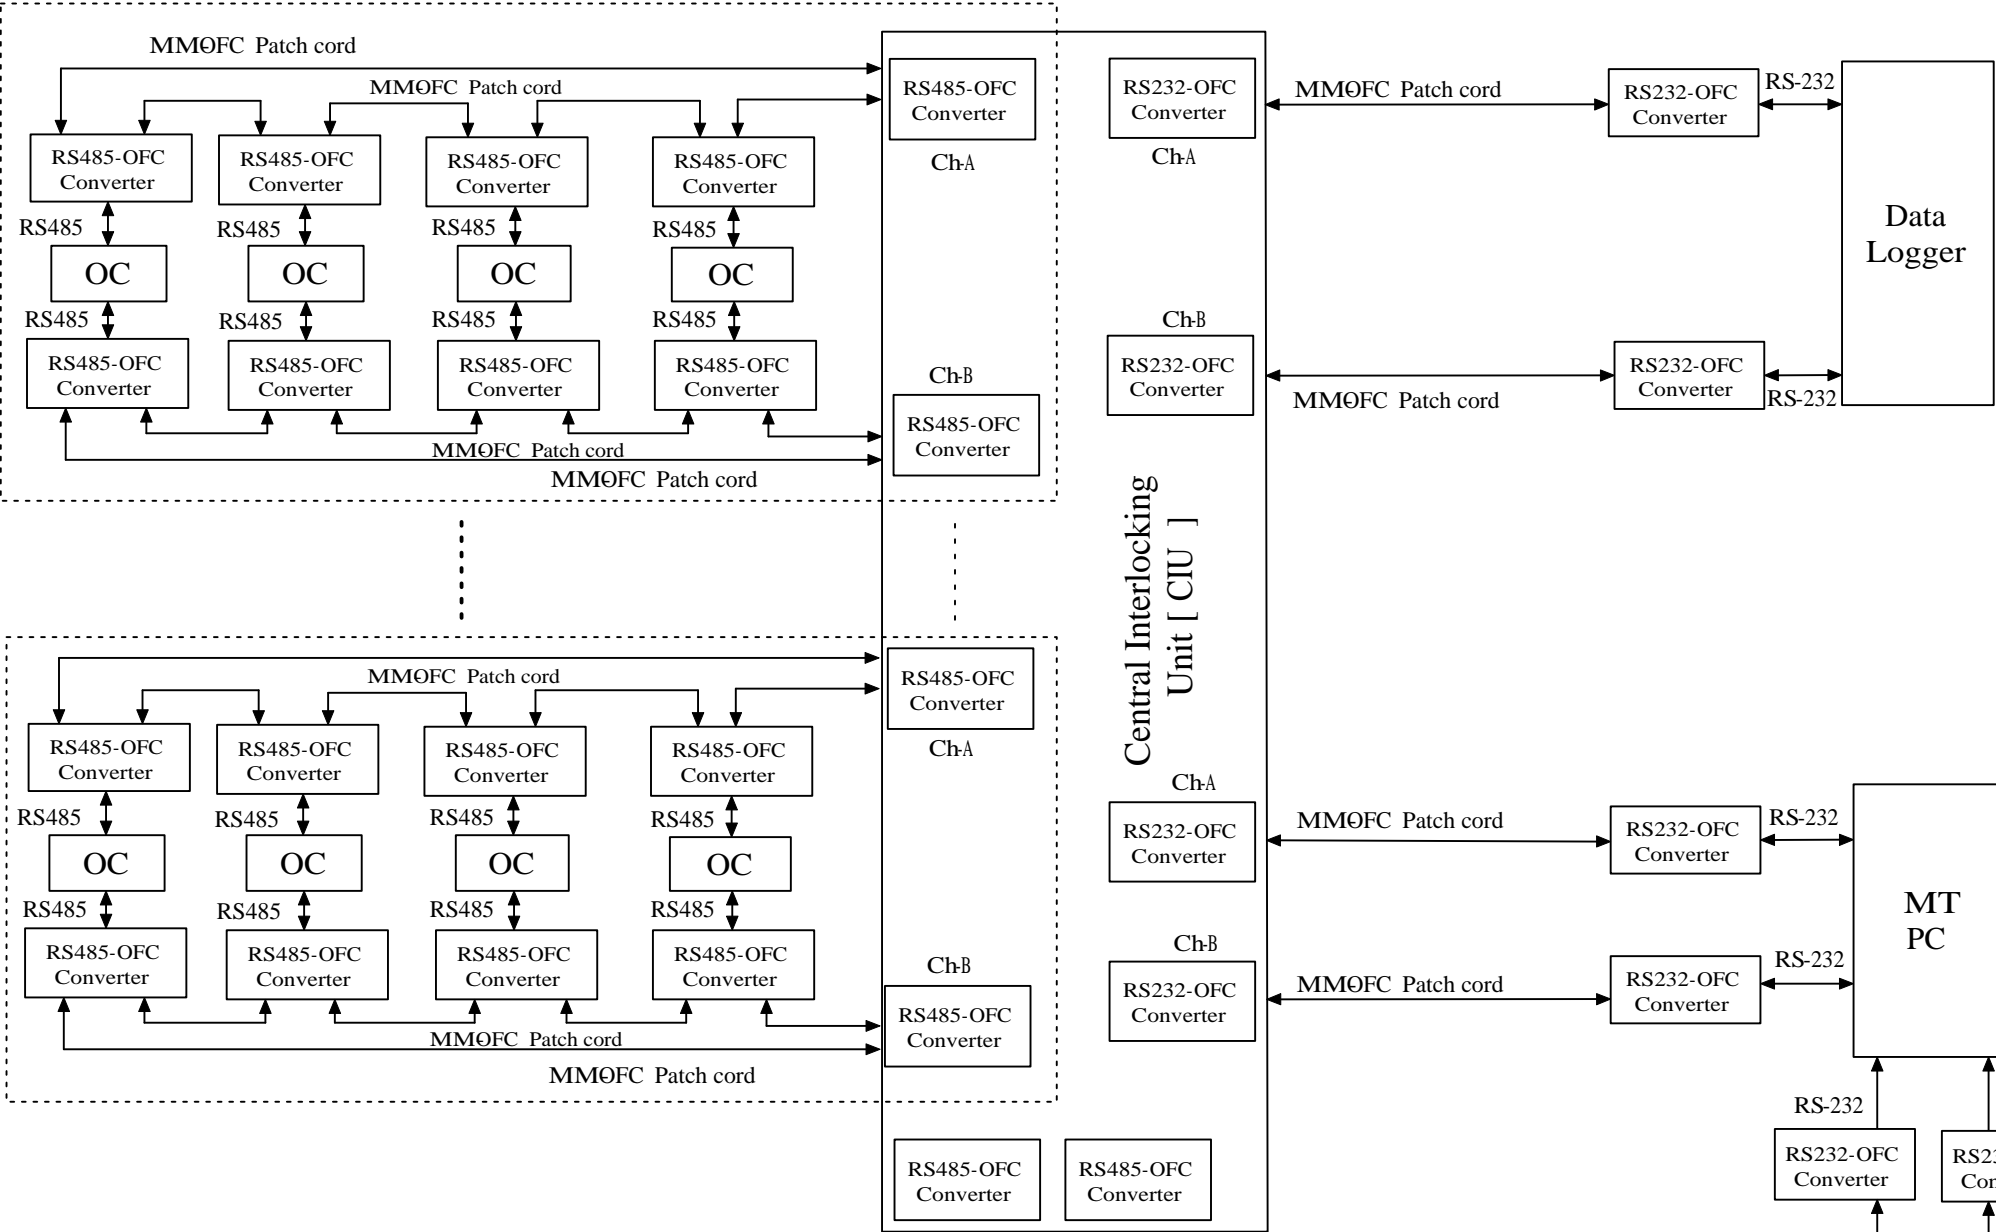 MMOFC Patch cord
MMOFC Patch cord
RS485-OFC
Converter
RS485-OFC
Converter
RS485-OFC
Converter
RS485-OFC
Converter
RS485-OFC
Converter
Ch-A
RS485
RS485
RS485
RS485
OC
OC
OC
OC
RS485
RS485
RS485
RS485
RS485-OFC
Converter
RS485-OFC
Converter
RS485-OFC
Converter
RS485-OFC
Converter
Ch-B
RS485-OFC
Converter
MMOFC Patch cord
MMOFC Patch cord
RS232-OFC
Converter
Ch-A
MMOFC Patch cord
RS232-OFC
Converter
RS-232
Data
Logger
Ch-B
RS232-OFC
Converter
MMOFC Patch cord
RS232-OFC
Converter
RS-232
Central Interlocking
Unit [ CIU ]
MMOFC Patch cord
RS485-OFC
Converter
RS485-OFC
Converter
RS485-OFC
Converter
RS485-OFC
Converter
RS485-OFC
Converter
Ch-A
RS485
RS485
RS485
RS485
OC
OC
OC
OC
RS485
RS485
RS485
RS485
RS485-OFC
Converter
RS485-OFC
Converter
RS485-OFC
Converter
RS485-OFC
Converter
Ch-B
RS485-OFC
Converter
MMOFC Patch cord
MMOFC Patch cord
Ch-A
RS232-OFC
Converter
MMOFC Patch cord
RS232-OFC
Converter
RS-232
MT
PC
Ch-B
RS232-OFC
Converter
MMOFC Patch cord
RS232-OFC
Converter
RS-232
RS-232
RS485-OFC
Converter
RS485-OFC
Converter
RS232-OFC
Converter